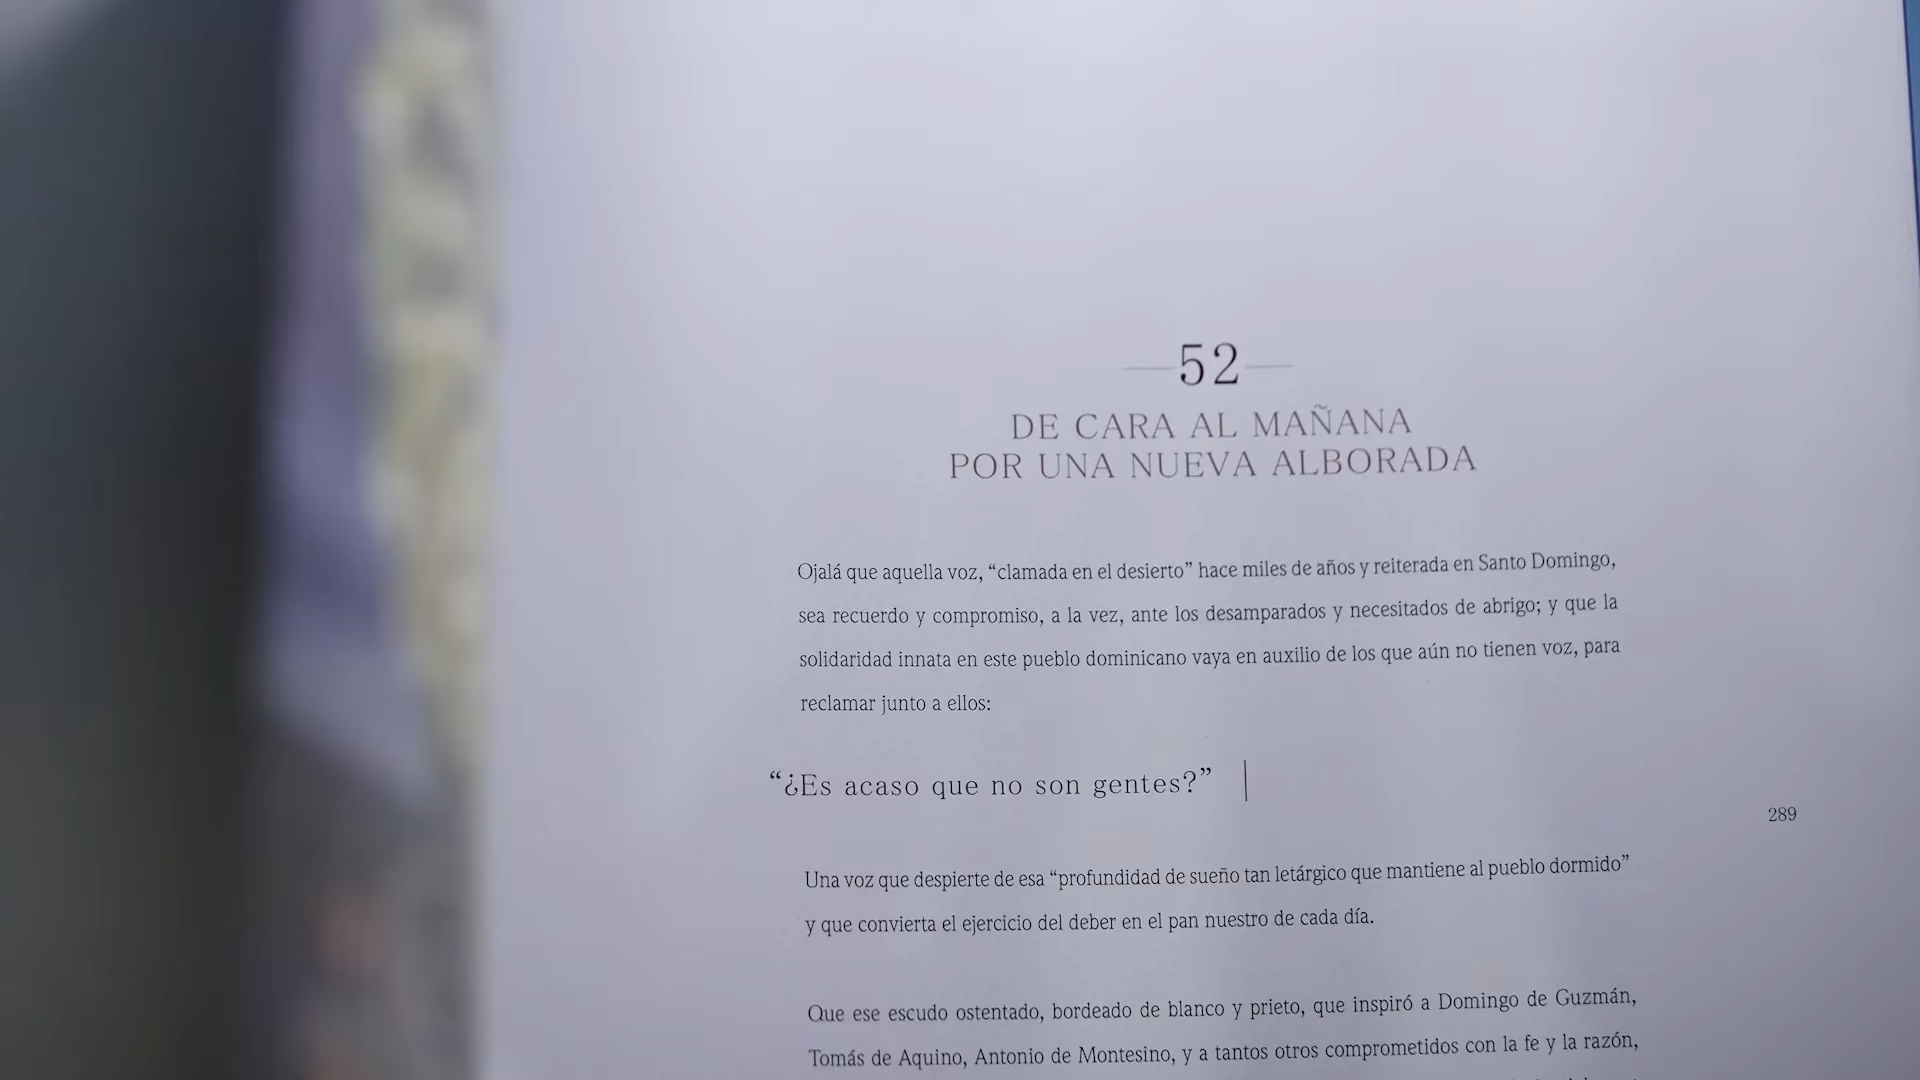 52
DE CARA AL MAÑANA
POR UNA NUEVA ALBORADA
Ojalá que aquella voz, “clamada en el desierto” hace miles de años y reiterada en Santo Domingo,
sea recuerdo y compromiso, a la vez, ante los desamparados y necesitados de abrigo; y que la
solidaridad innata en este pueblo dominicano vaya en auxilio de los que aún no tienen voz, para
reclamar junto a ellos:
“¿Es acaso que no son gentes?”
289
Una voz que despierte de esa “profundidad de sueño tan letárgico que mantiene al pueblo dormido”
y que convierta el ejercicio del deber en el pan nuestro de cada día.
Que ese escudo ostentado, bordeado de blanco y prieto, que inspiró a Domingo de Guzmán,
Tomás de Aquino, Antonio de Montesino, y a tantos otros comprometidos con la fe y la razón,